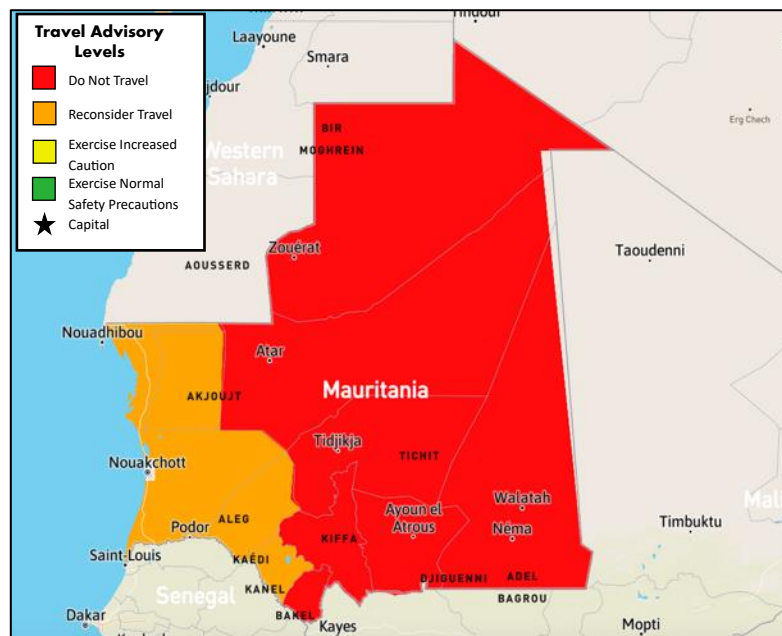 Travel Advisory
Levels
Do Not Travel
Reconsider Travel
Exercise Increased
Caution
Exercise Normal
Safety Precautions
Capital
Laayoune
Smara
jdour
Erg Chech
BIR
MOGHREIN
Western
Sahara
Zouérat
AOUSSERD
Taoudenni
Nouadhibou
Atar
AKJOUJT
Mauritania
Tidjikja
TICHIT
Nouakchott
Walatah
Ayoun el
Atrous
Néma
Mali
ALEG
Podor
KIFFA
Timbuktu
Saint-Louis
KAÉDI
DJIGUENNI
ADEL
BAGROU
KANEL
Senegal
BAKEL
Dakar
Kayes
Mopti